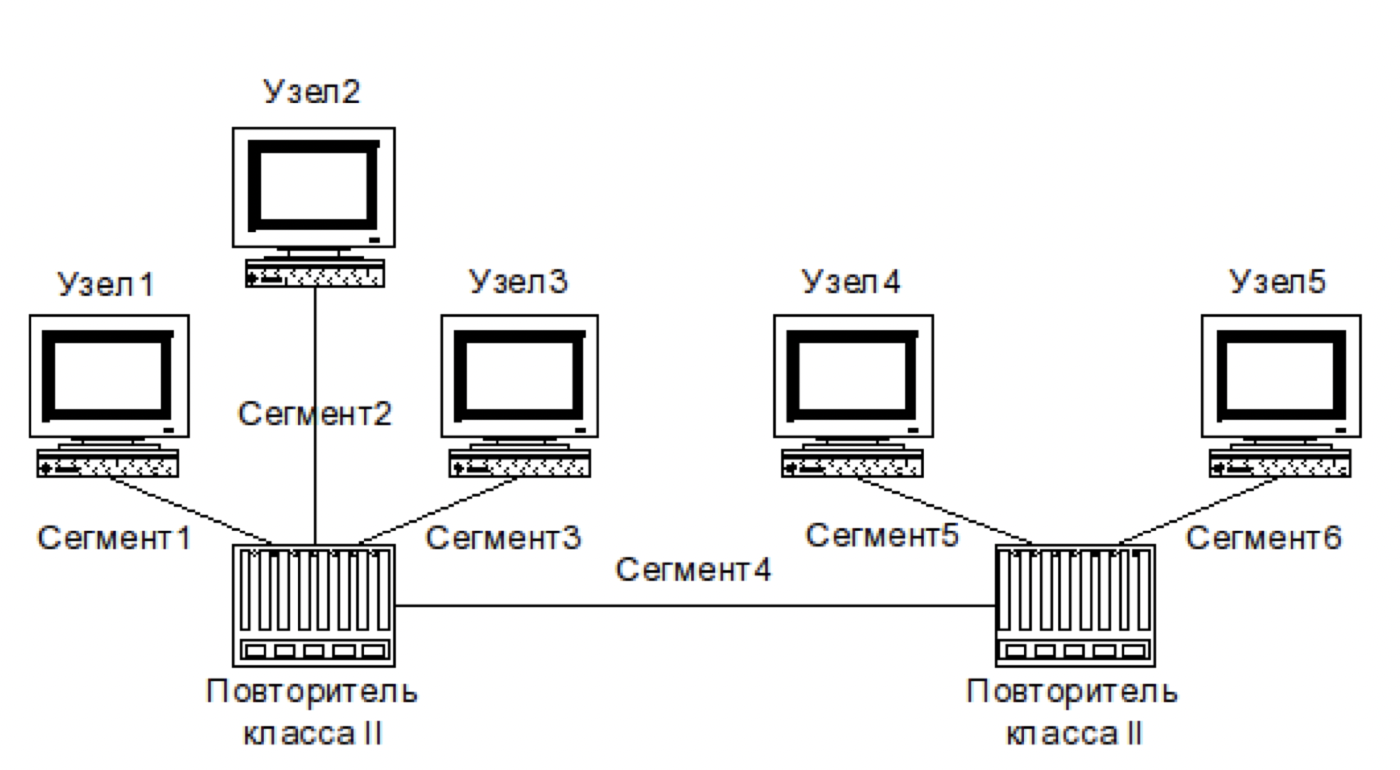 Узел2
Узел1
Узел3
Узел4
Узел5
Сегмент2
Сегмент1
Сегмент3
Сегмент5
Сегмент6
Сегмент4
Повторитель
класса II
Повторитель
класса II